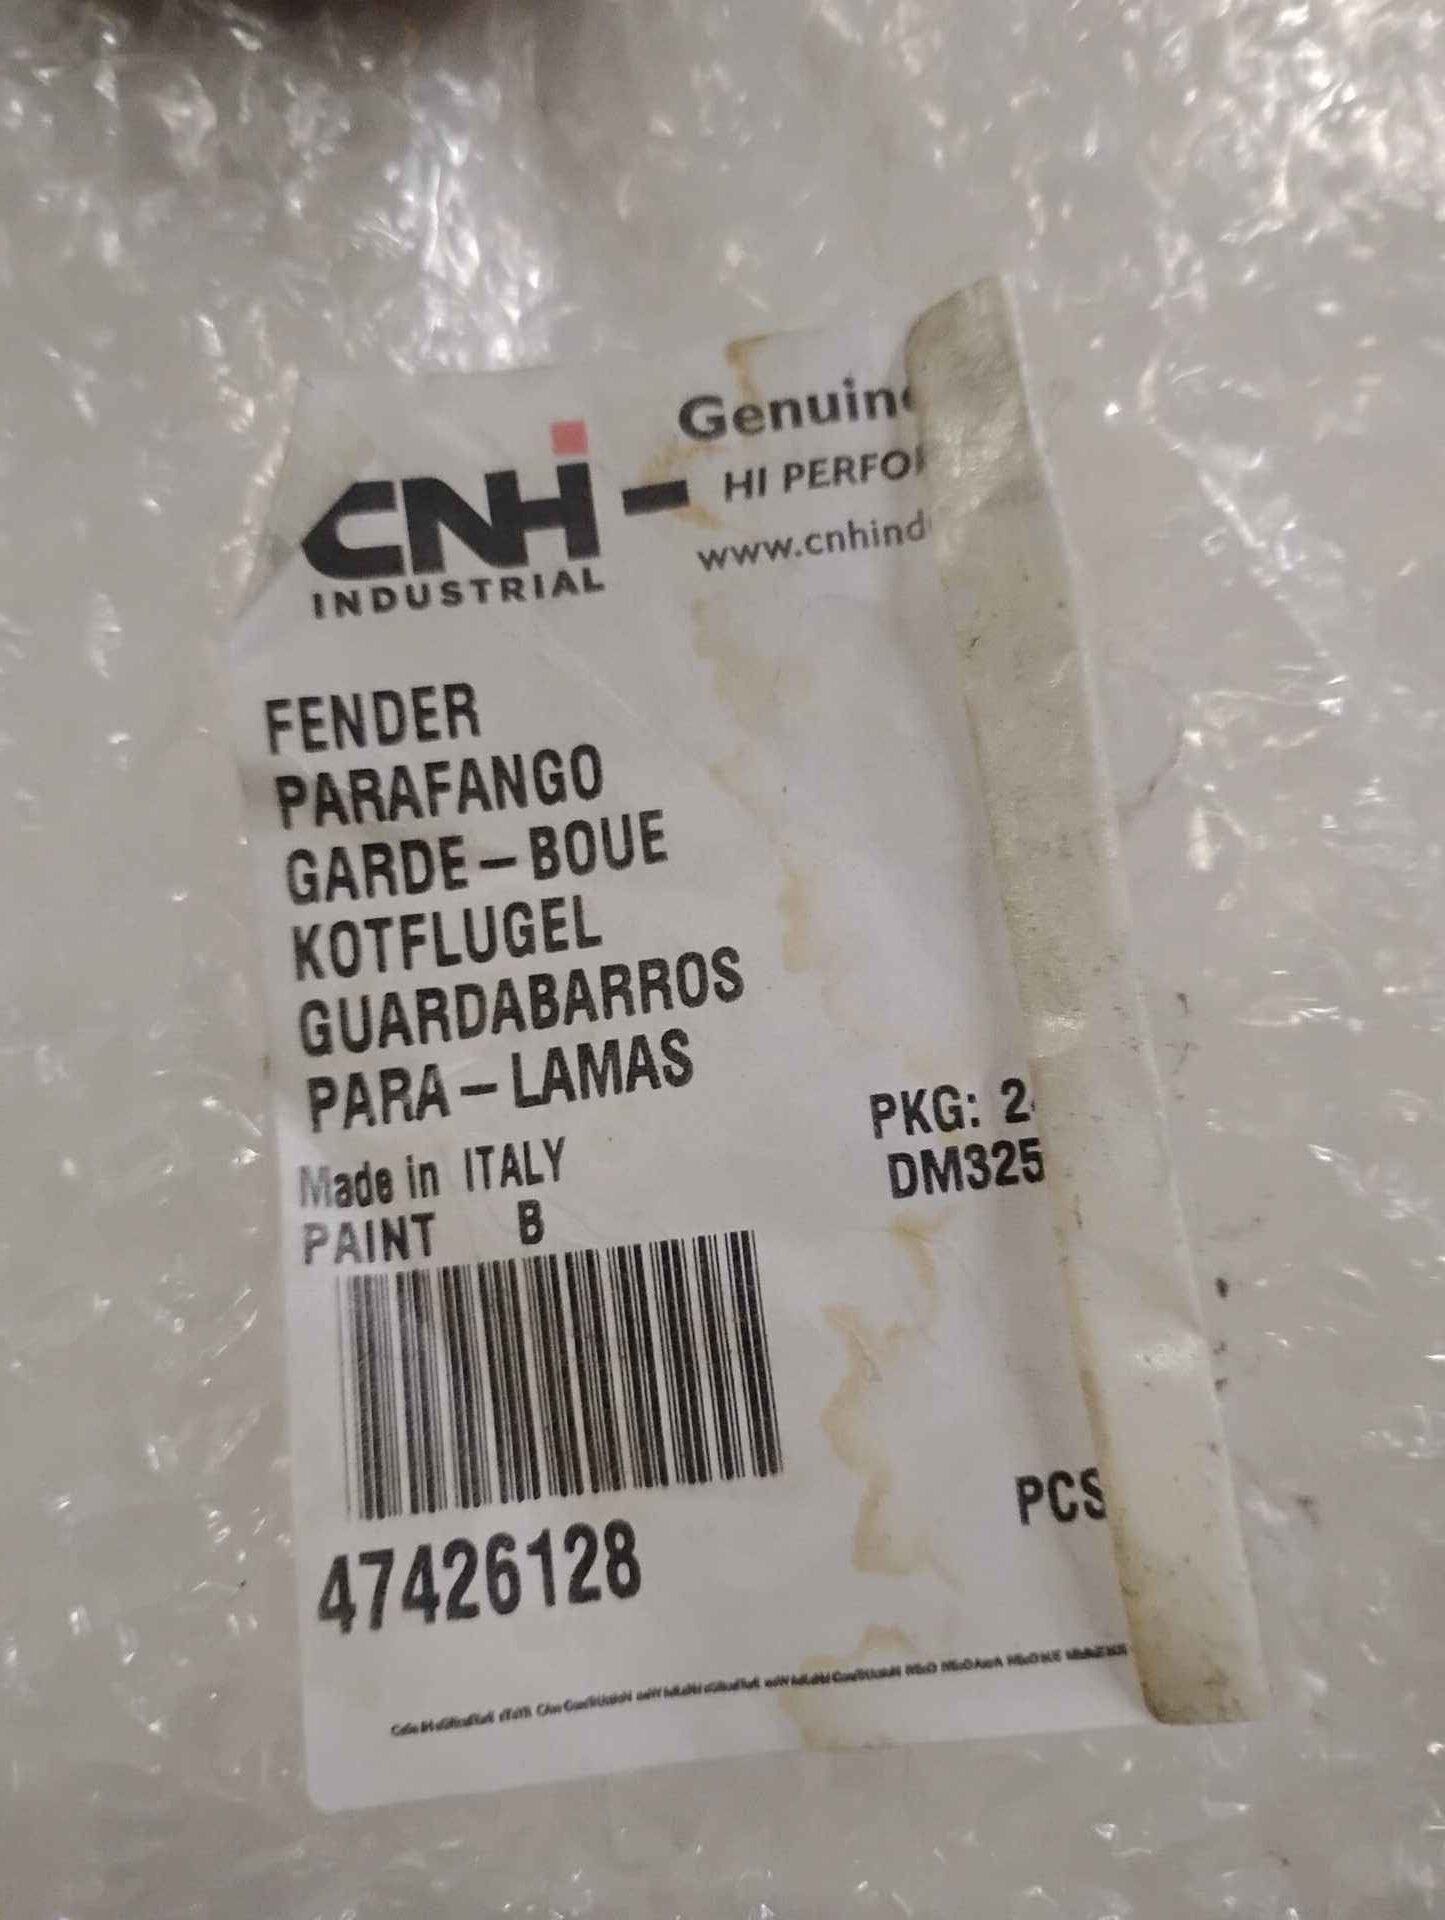 CNH
INDUSTRIAL
Genuin
HI PERFO
www.cnhind
FENDER
PARAFANGO
GARDE-BOUE
KOTFLUGEL
GUARDABARROS
PARA-LAMAS
Made in ITALY
PAINT B
PKG: 2
DM325
PCS
47426128